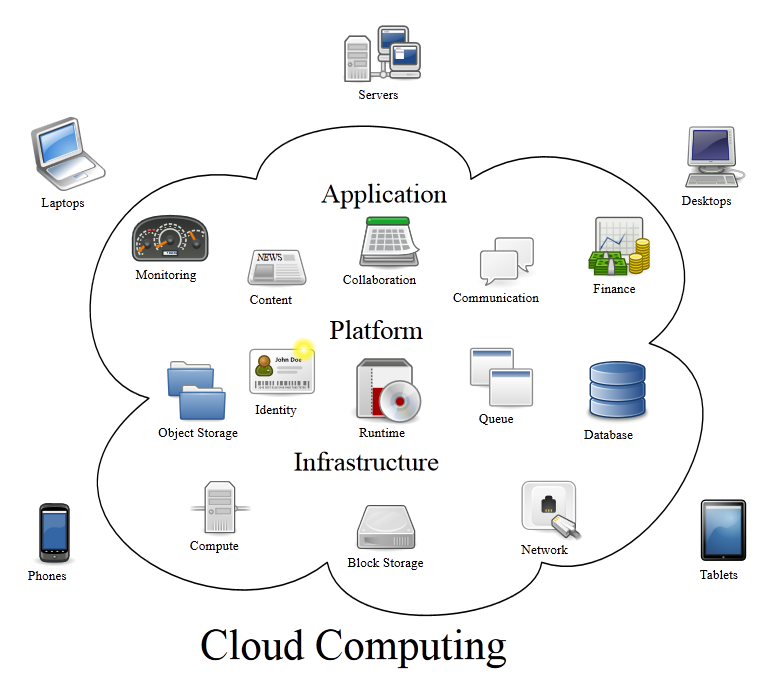 Servers
Laptops
Desktops
Application
Monitoring
NEWS
Content
Collaboration
Communication
Finance
Platform
Object Storage
John Doe
Identity
Runtime
Queue
Database
Infrastructure
Compute
Block Storage
Network
Phones
Tablets
Cloud Computing